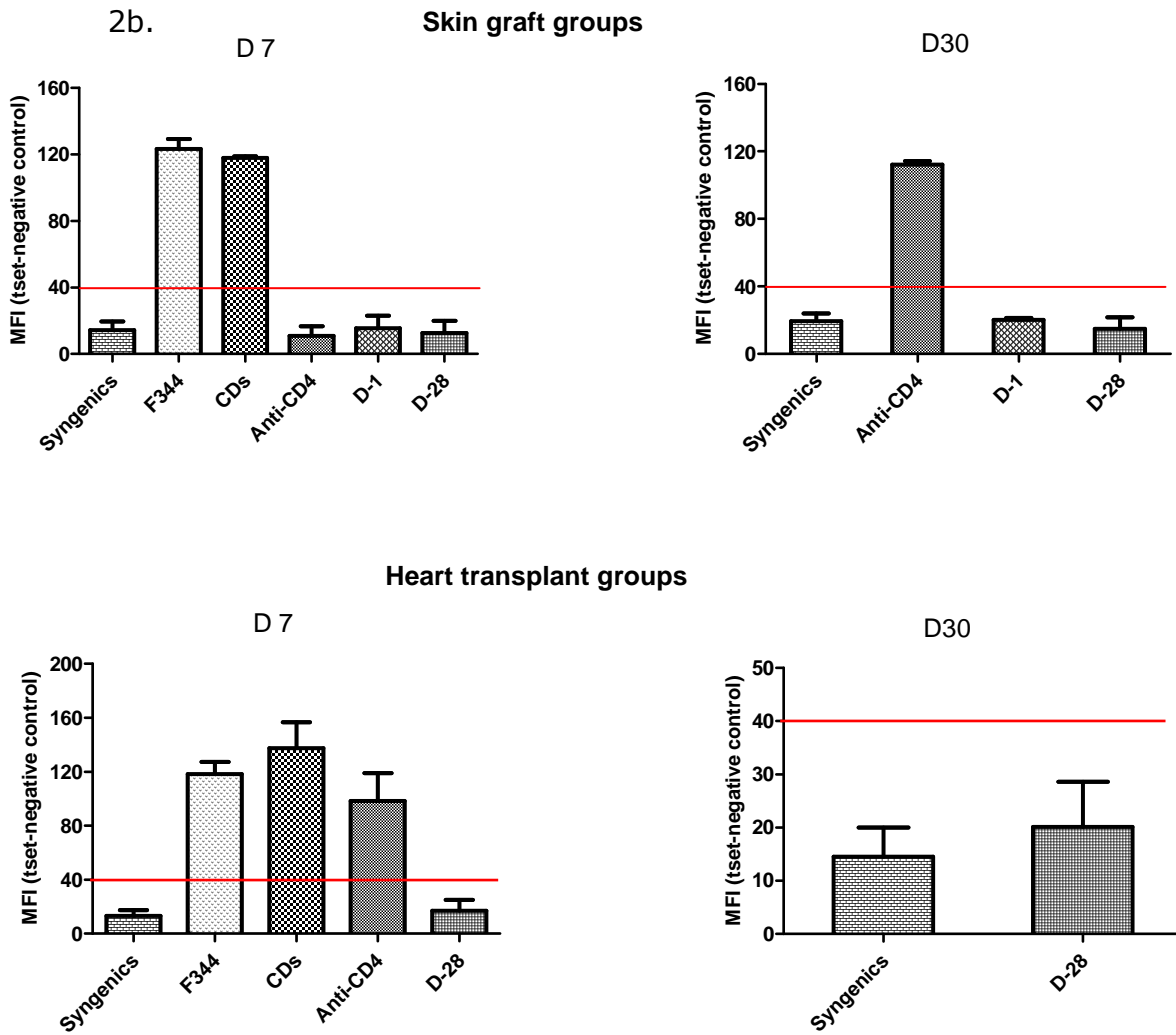 2b.
Skin graft groups
D 7
MFI (tset-negative control)
160
120
80
40
0
Syngenics
F344
CDs
Anti-CD4
D-1
D-28
D30
MFI (tset-negative control)
160
120
80
40
0
Syngenics
Anti-CD4
D-1
D-28
Heart transplant groups
D 7
MFI (tset-negative control)
200
160
120
80
40
0
Syngenics
F344
CDs
Anti-CD4
D-28
D30
MFI (tset-negative control)
50
40
30
20
10
0
Syngenics
D-28